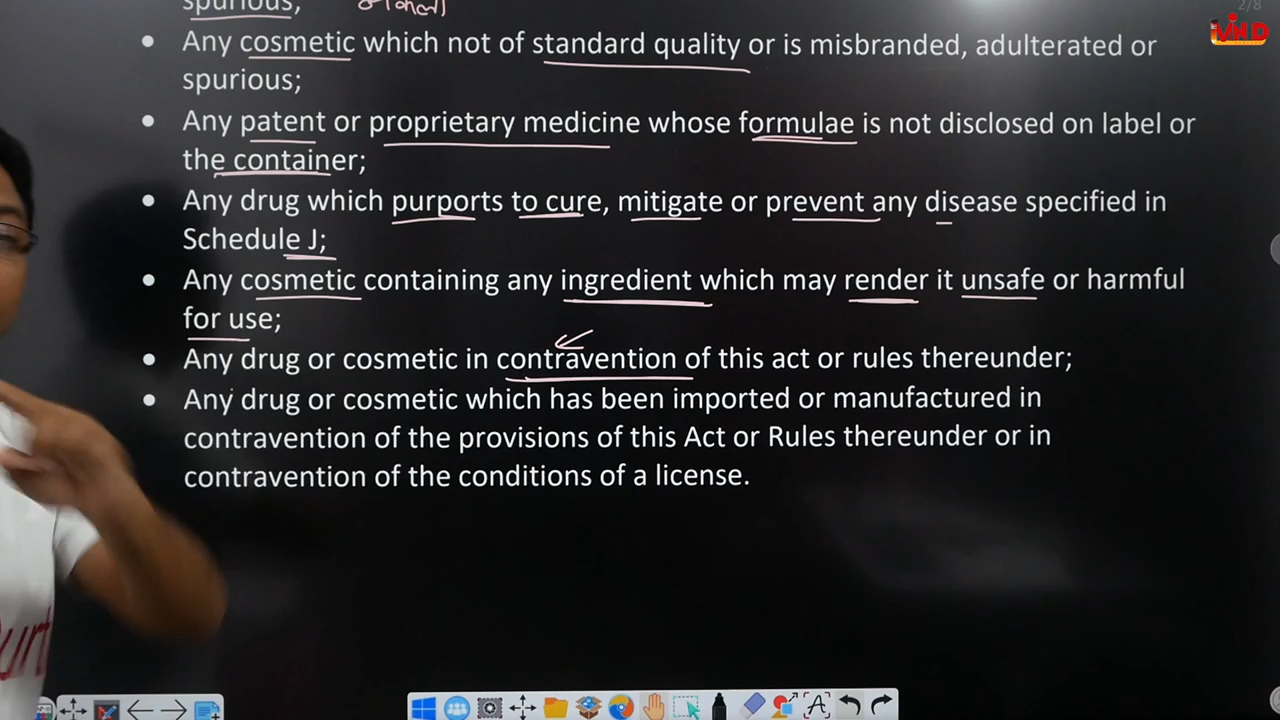 spurious;
2/8
Any cosmetic which not of standard quality or is misbranded, adulterated or
spurious;
Any patent or proprietary medicine whose formulae is not disclosed on label or
the container;
Any drug which purports to cure, mitigate or prevent any disease specified in
Schedule J;
Any cosmetic containing any ingredient which may render it unsafe or harmful
for use;
Any drug or cosmetic in contravention of this act or rules thereunder;
Any drug or cosmetic which has been imported or manufactured in
contravention of the provisions of this Act or Rules thereunder or in
contravention of the conditions of a license.